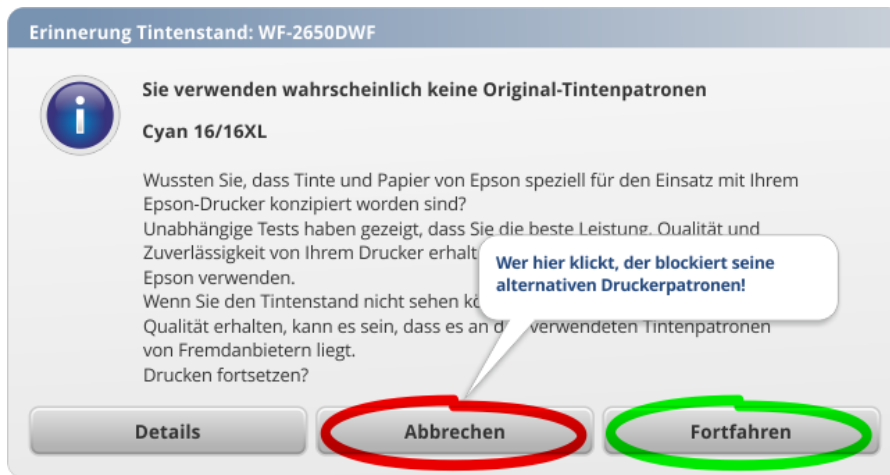 Erinnerung Tintenstand: WF-2650DWF
Sie verwenden wahrscheinlich keine Original-Tintenpatronen
Cyan 16/16XL
Wussten Sie, dass Tinte und Papier von Epson speziell für den Einsatz mit Ihrem
Epson-Drucker konzipiert worden sind?
Unabhängige Tests haben gezeigt, dass Sie die beste Leistung, Qualität und
Zuverlässigkeit von Ihrem Drucker erhalt
Epson verwenden.
Wenn Sie den Tintenstand nicht sehen kö
Qualität erhalten, kann es sein, dass es an d verwendeten Tintenpatronen
von Fremdanbietern liegt.
Drucken fortsetzen?
Wer hier klickt, der blockiert seine
alternativen Druckerpatronen!
Details Abbrechen Fortfahren